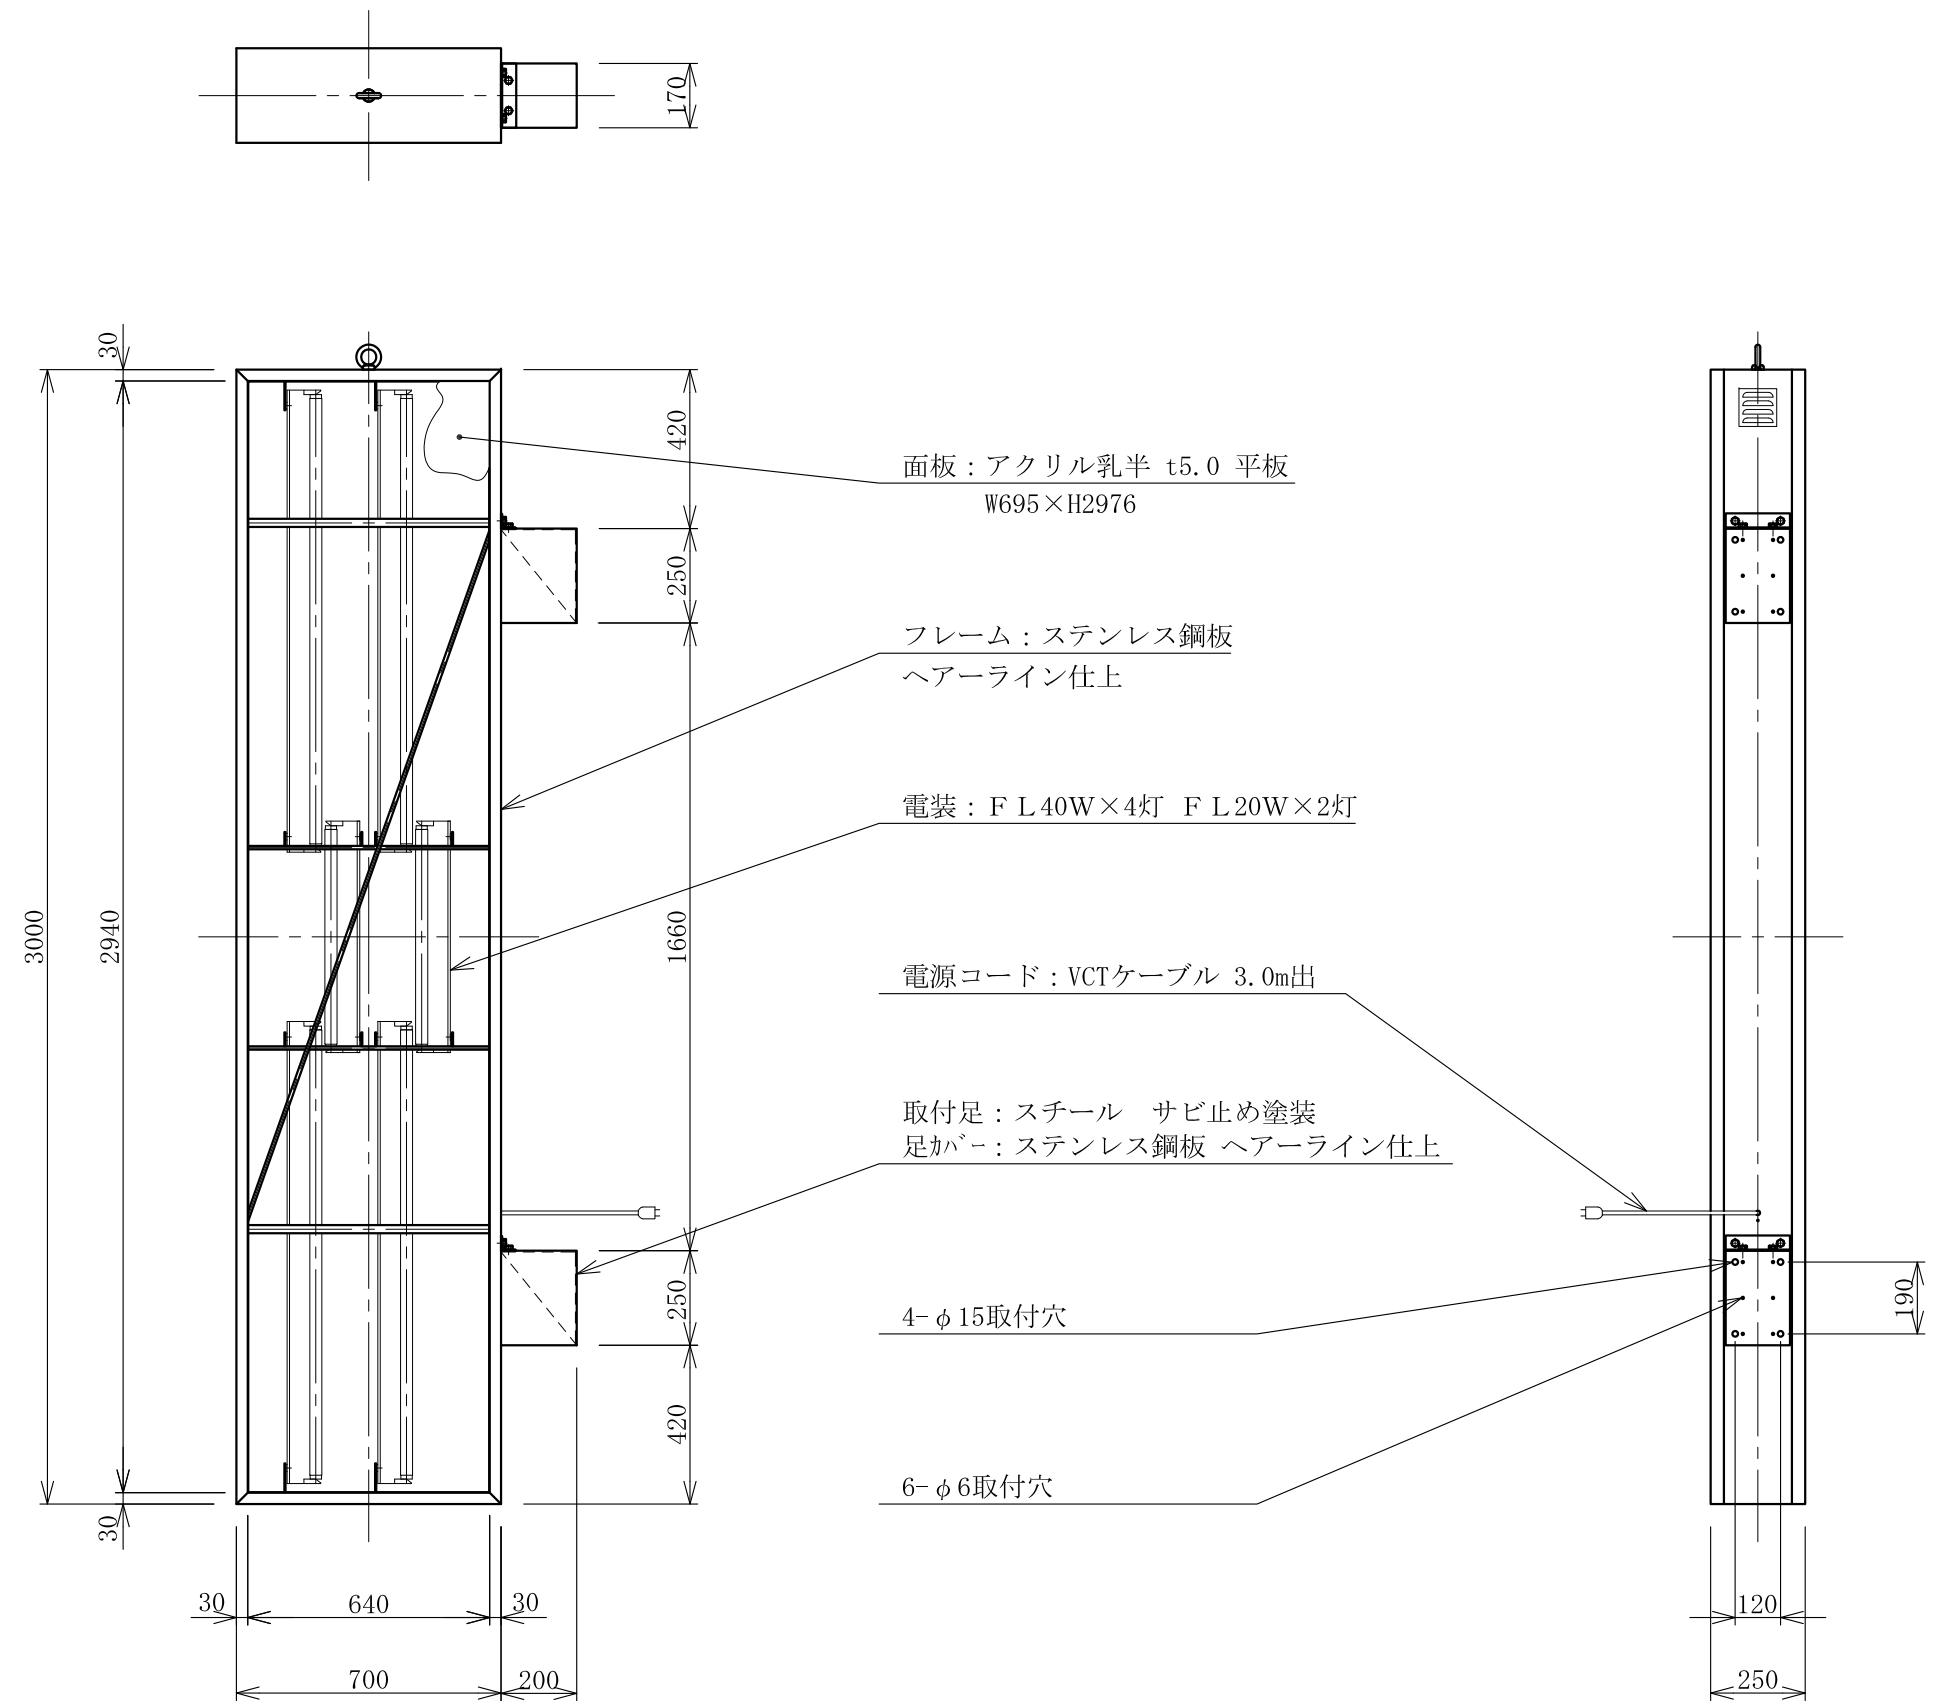 170
30
420
面板：アクリル乳半 t5.0 平板
W695×H2976
250
フレーム：ステンレス鋼板
ヘアーライン仕上
電装：ＦＬ40W×4灯 ＦＬ20W×2灯
3000
2940
1660
電源コード：VCTケーブル 3.0m出
取付足：スチール　サビ止め塗装
足ｶﾊﾞｰ：ステンレス鋼板 ヘアーライン仕上
250
4-φ15取付穴
190
420
6-φ6取付穴
30
30
640
30
120
700
200
250